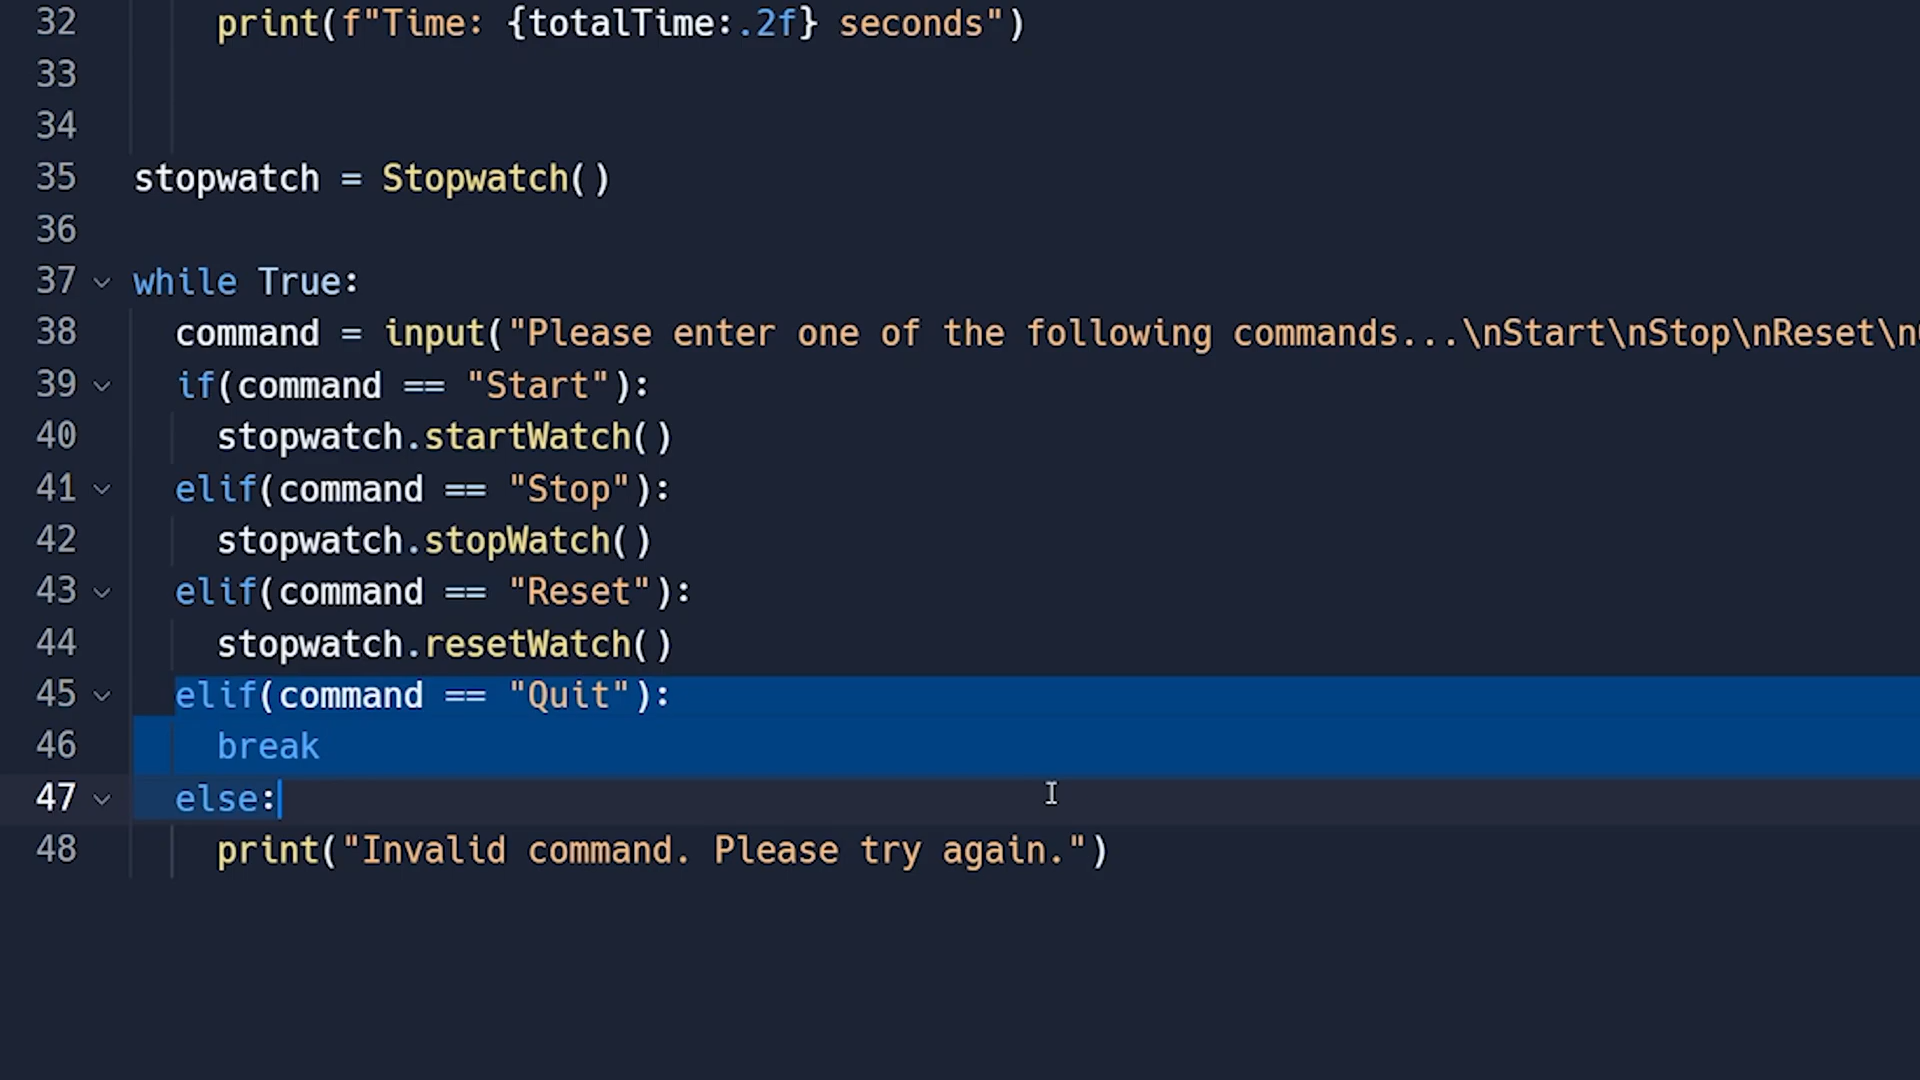 32 print(f"Time: {totalTime:.2f} seconds")
33
34
35 stopwatch = Stopwatch()
36
37 while True:
38 command = input("Please enter one of the following commands...\nStart\nStop\nReset\n
39 if(command == "Start"):
40 stopwatch.startWatch()
41 elif(command == "Stop"):
42 stopwatch.stopWatch()
43 elif(command == "Reset"):
44 stopwatch.resetWatch()
45 elif(command == "Quit"):
46 break
47 else:
48 print("Invalid command. Please try again.")